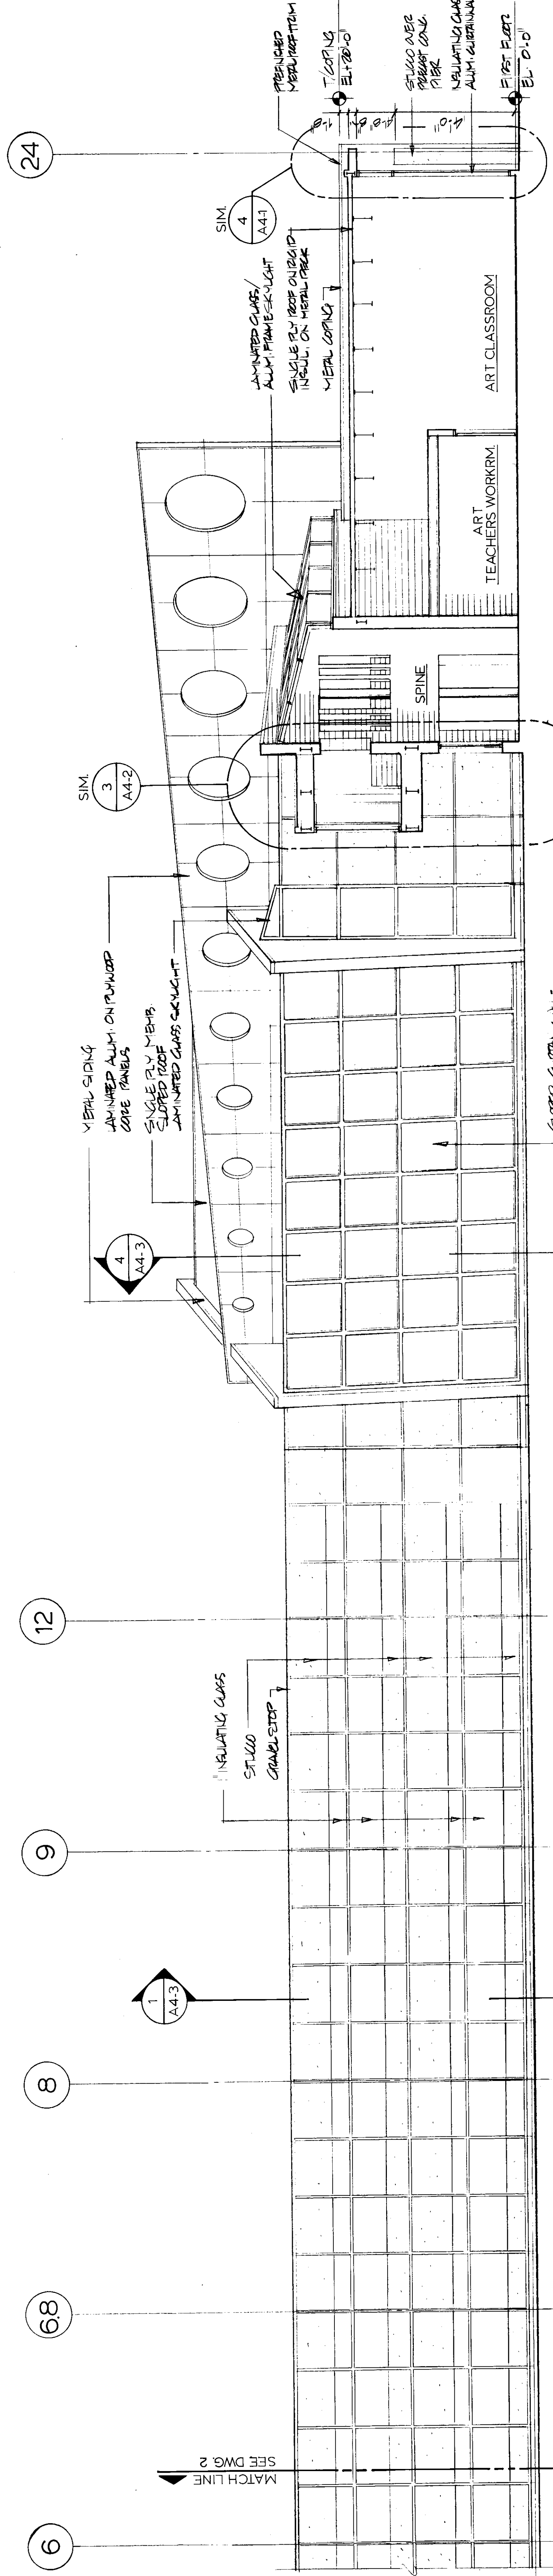 6
6.8
8
9
12
24
MATCH LINE
SEE DWG. 2
1
A4-3
INSULATING GLASS
STUCCO
GRAVEL STOP
4
A4-3
METAL SIDING
LAMINATED ALUM. ON PLYWOOD
CORE PANELS
SINGLE PLY MEMB.
SLOPED ROOF
LAMINATED GLASS SKYLIGHT
SIM.
3
A4-2
SPINE
ART
TEACHERS WORKRM.
ART CLASSROOM
LAMINATED GLASS/
ALUM. FRAME SKYLIGHT
SINGLE PLY ROOF ON RIGID
INSUL. ON METAL DECK
METAL COPING
SIM.
4
A4-1
PREFINISHED
METAL ROOF TRIM
T/COPING
EL+20'-0"
STUCCO OVER
PRECAST CONC.
PIER
INSULATING GLASS
ALUM. CURTAINWAL
FIRST FLOOR
EL. 0'-0"